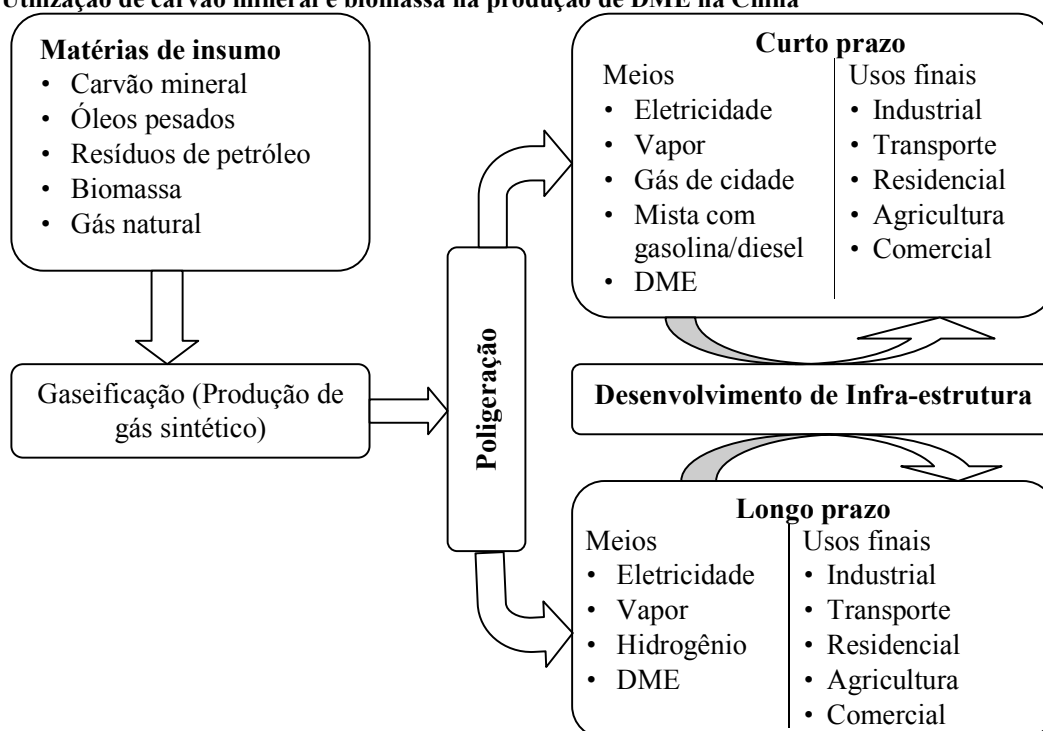 Utilização de carvão mineral e biomassa na produção de DME na China
Matérias de insumo
• Carvão mineral
• Óleos pesados
• Resíduos de petróleo
• Biomassa
• Gás natural
Gaseificação (Produção de
gás sintético)
Poligeração
Curto prazo
Meios
• Eletricidade
• Vapor
• Gás de cidade
• Mista com
gasolina/diesel
• DME
Usos finais
• Industrial
• Transporte
• Residencial
• Agricultura
• Comercial
Desenvolvimento de Infra-estrutura
Longo prazo
Meios
• Eletricidade
• Vapor
• Hidrogênio
• DME
Usos finais
• Industrial
• Transporte
• Residencial
• Agricultura
• Comercial